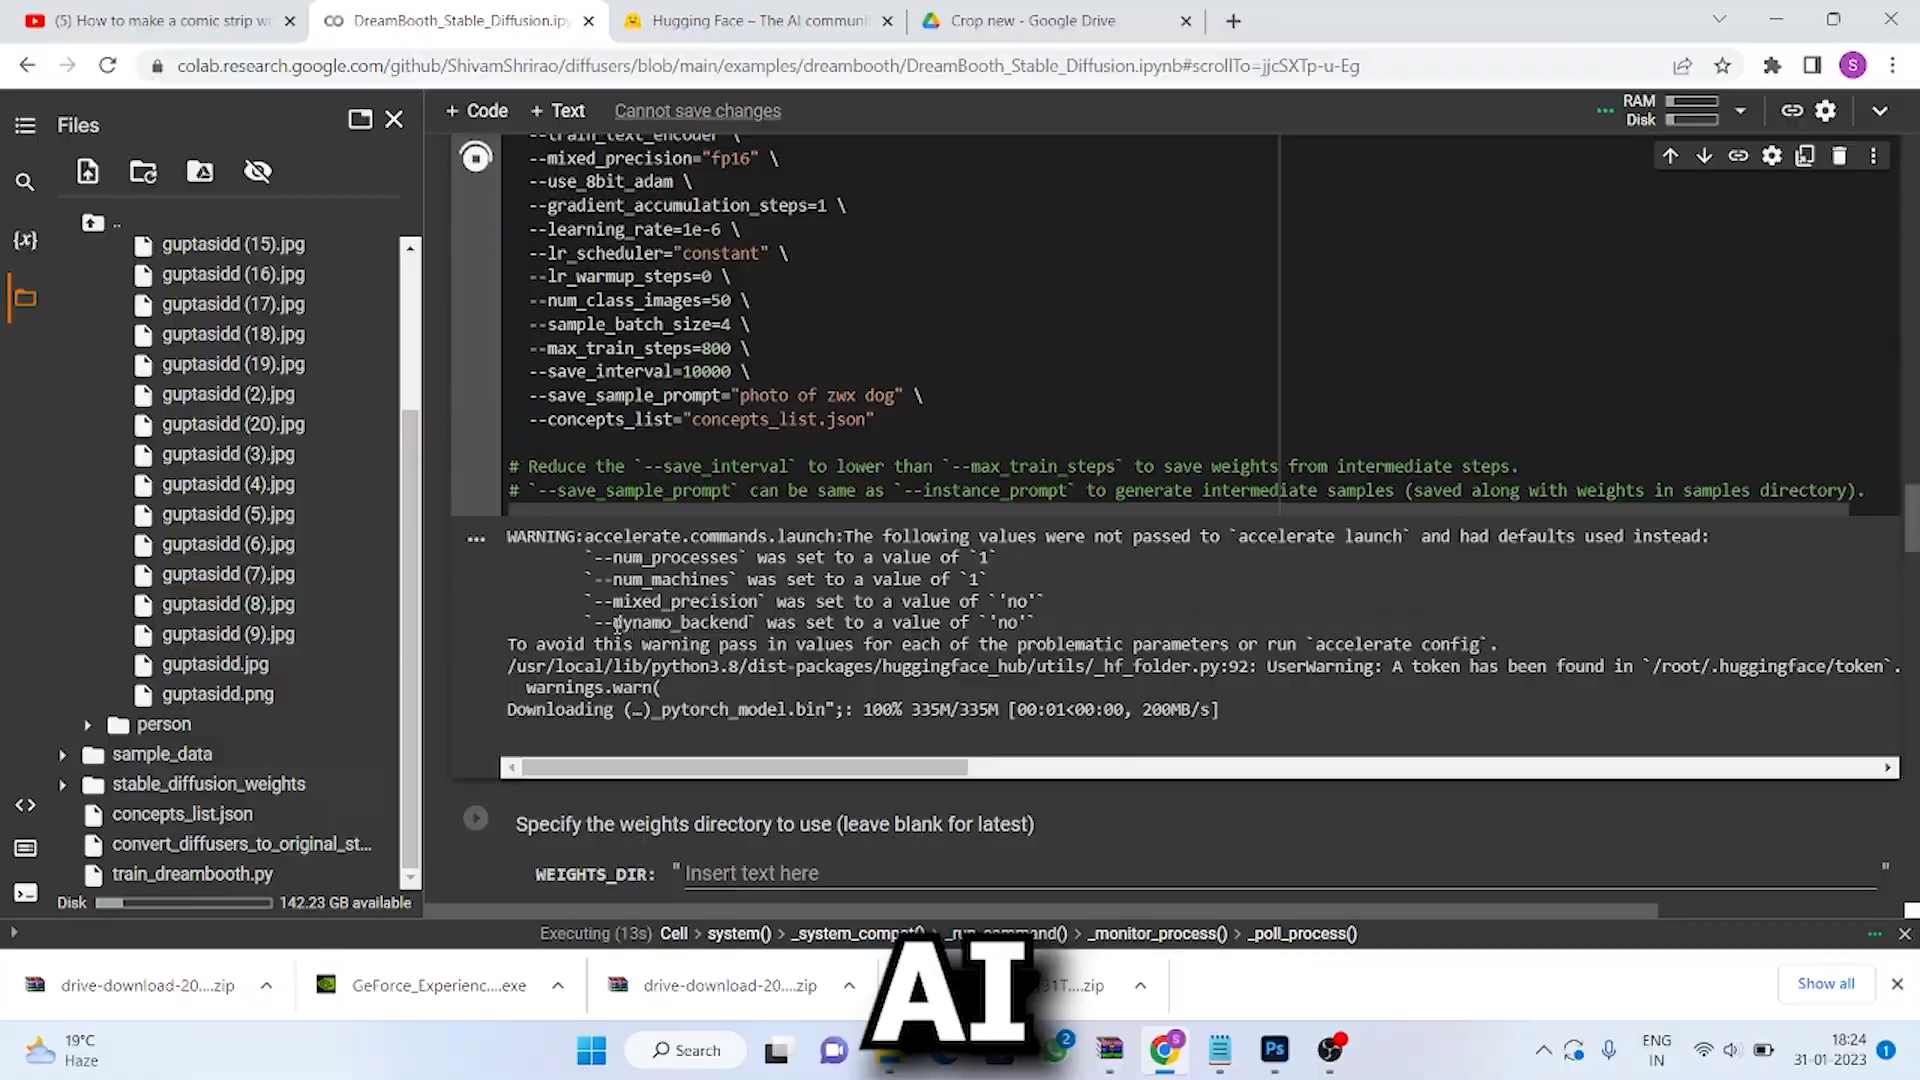 (5) How to make a comic strip wi
DreamBooth_Stable_Diffusion.ipy
Hugging Face – The AI communi
Crop new - Google Drive
colab.research.google.com/github/ShivamShrirao/diffusers/blob/main/examples/dreambooth/DreamBooth_Stable_Diffusion.ipynb#scrollTo=jjcSXTp-u-Eg
S
Files
+ Code + Text Cannot save changes
RAM
Disk
..
guptasidd (15).jpg
guptasidd (16).jpg
guptasidd (17).jpg
guptasidd (18).jpg
guptasidd (19).jpg
guptasidd (2).jpg
guptasidd (20).jpg
guptasidd (3).jpg
guptasidd (4).jpg
guptasidd (5).jpg
guptasidd (6).jpg
guptasidd (7).jpg
guptasidd (8).jpg
guptasidd (9).jpg
guptasidd.jpg
guptasidd.png
person
sample_data
stable_diffusion_weights
concepts_list.json
convert_diffusers_to_original_st...
train_dreambooth.py
Disk 142.23 GB available
--train_text_encoder \
--mixed_precision="fp16" \
--use_8bit_adam \
--gradient_accumulation_steps=1 \
--learning_rate=1e-6 \
--lr_scheduler="constant" \
--lr_warmup_steps=0 \
--num_class_images=50 \
--sample_batch_size=4 \
--max_train_steps=800 \
--save_interval=10000 \
--save_sample_prompt="photo of zwx dog" \
--concepts_list="concepts_list.json"
# Reduce the `--save_interval` to lower than `--max_train_steps` to save weights from intermediate steps.
# `--save_sample_prompt` can be same as `--instance_prompt` to generate intermediate samples (saved along with weights in samples directory).
WARNING:accelerate.commands.launch:The following values were not passed to `accelerate launch` and had defaults used instead:
`--num_processes` was set to a value of `1`
`--num_machines` was set to a value of `1`
`--mixed_precision` was set to a value of `'no'`
`--dynamo_backend` was set to a value of `'no'`
To avoid this warning pass in values for each of the problematic parameters or run `accelerate config`.
/usr/local/lib/python3.8/dist-packages/huggingface_hub/utils/_hf_folder.py:92: UserWarning: A token has been found in `/root/.huggingface/token`.
warnings.warn(
Downloading (…)_pytorch_model.bin";: 100% 335M/335M [00:01<00:00, 200MB/s]
Specify the weights directory to use (leave blank for latest)
WEIGHTS_DIR: " Insert text here "
Executing (13s) Cell > system() > _system_compat() > _run_command() > _monitor_process() > _poll_process()
drive-download-20....zip
GeForce_Experienc....exe
drive-download-20....zip
31T....zip
Show all
AI
19°C
Haze
Search
2
S
Ps
ENG
IN
18:24
31-01-2023
1